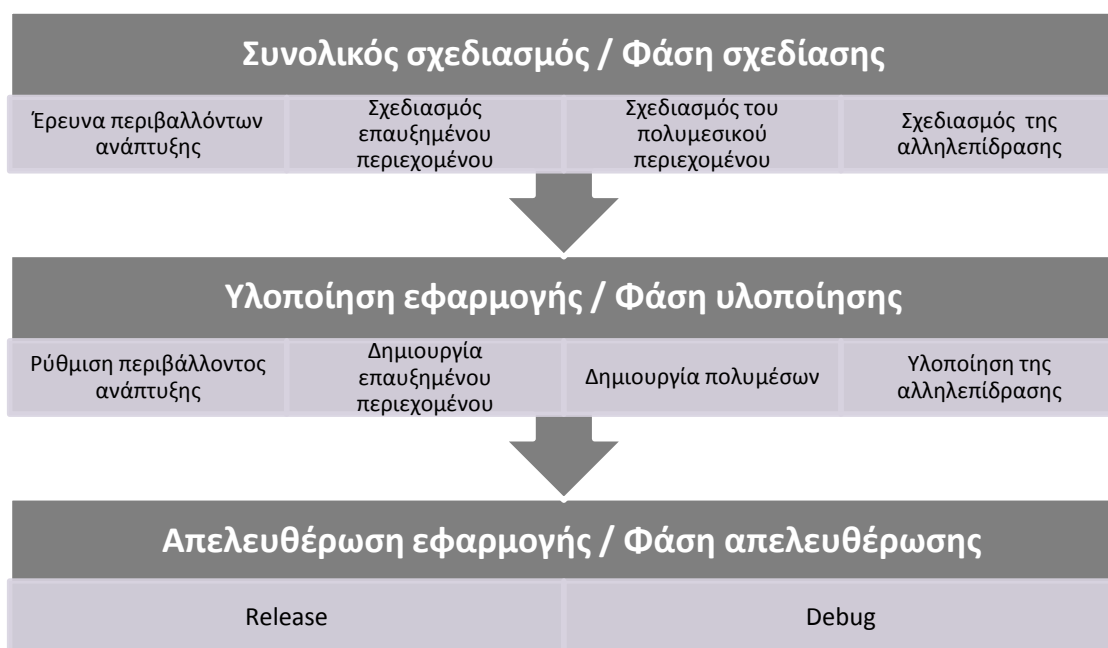 Συνολικός σχεδιασμός / Φάση σχεδίασης
Έρευνα περιβαλλόντων
ανάπτυξης
Σχεδιασμός
επαυξημένου
περιεχομένου
Σχεδιασμός του
πολυμεσικού
περιεχομένου
Σχεδιασμός της
αλληλεπίδρασης
Υλοποίηση εφαρμογής / Φάση υλοποίησης
Ρύθμιση περιβάλλοντος
ανάπτυξης
Δημιουργία
επαυξημένου
περιεχομένου
Δημιουργία πολυμέσων
Υλοποίηση της
αλληλεπίδρασης
Απελευθέρωση εφαρμογής / Φάση απελευθέρωσης
Release
Debug